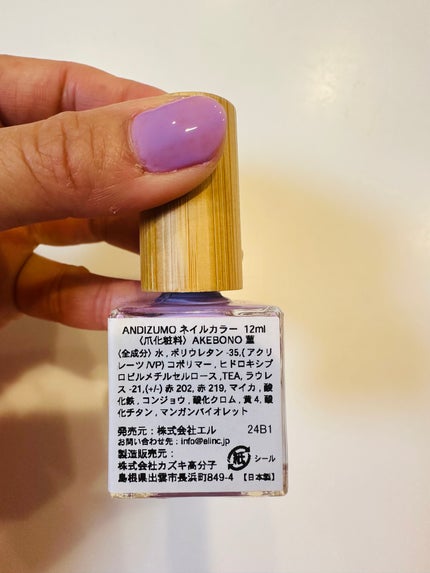 ANDIZUMO ネイルカラー 12ml
〈爪化粧料〉 AKEBONO 菫
〈全成分〉水, ポリウレタン -35, (アクリ
レーツ /VP) コポリマー, ヒドロキシプ
ロピルメチルセルロース ,TEA, ラウレ
ス -21,(+/-) 赤 202, 赤 219, マイカ , 酸
化鉄 , コンジョウ , 酸化クロム , 黄 4, 酸
化チタン , マンガンバイオレット
発売元：株式会社エル 24B1
お問い合わせ先：info@ellnc.jp
製造販売元：
株式会社カズキ高分子
島根県出雲市長浜町849-4 【日本製】
紙 シール